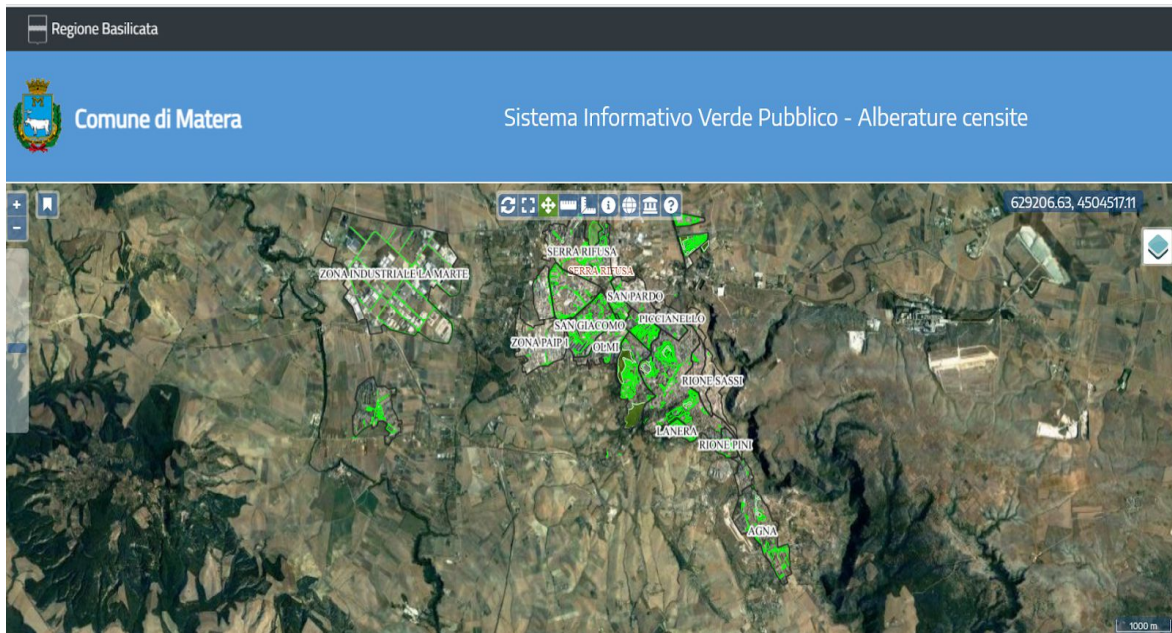 Regione Basilicata
Comune di Matera
Sistema Informativo Verde Pubblico - Alberature censite
+
-
629206.63, 4504517.11
SERRA RIFUSA
SERRA RIFUSA
ZONA INDUSTRIALE LA MARTE
SAN PARDO
PICCIANELLO
SAN GIACOMO
ZONA PAIP 1
OLMI
RIONE SASSI
LANERA
RIONE PINI
AGNA
1000 m